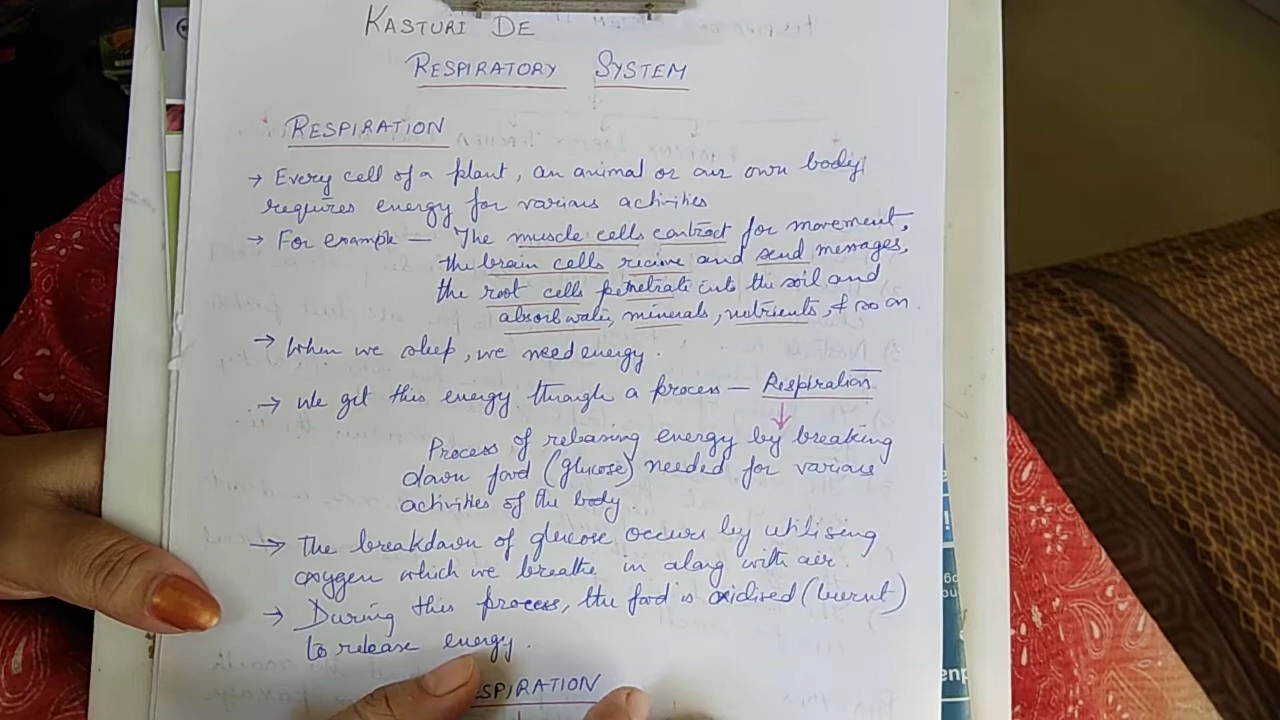 KASTURI DE
RESPIRATORY SYSTEM
RESPIRATION
→ Every cell of a plant, an animal or our own body
requires energy for various activities
→ For example — The muscle cells contract for movement,
the brain cells recieve and send messages,
the root cells penetrate into the soil and
absorb water, minerals, nutrients, & so on.
→ When we sleep, we need energy.
→ We get this energy through a process — Respiration
Process of releasing energy by breaking
down food (glucose) needed for various
activities of the body.
→ The breakdown of glucose occurs by utilising
oxygen which we breathe in along with air.
→ During this process, the food is oxidised (burnt)
to release energy.
ESPIRATION